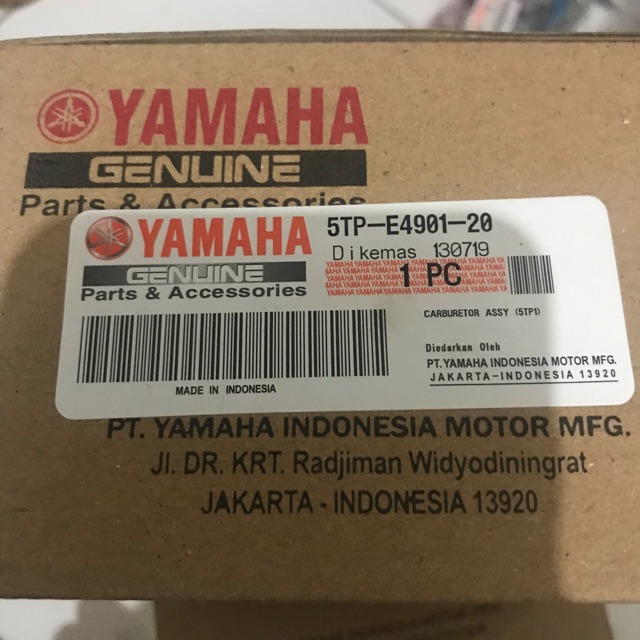 YAMAHA
GENUINE
Parts & Accessories
YAMAHA
GENUINE
Parts & Accessories
5TP-E4901-20
Dikemas 130719
1 PC
CARBURETOR ASSY (5TP1)
Diedarkan Oleh
PT.YAMAHA INDONESIA MOTOR MFG.
JAKARTA-INDONESIA 13920
MADE IN INDONESIA
PT. YAMAHA INDONESIA MOTOR MFG.
Jl. DR. KRT. Radjiman Widyodiningrat
JAKARTA - INDONESIA 13920